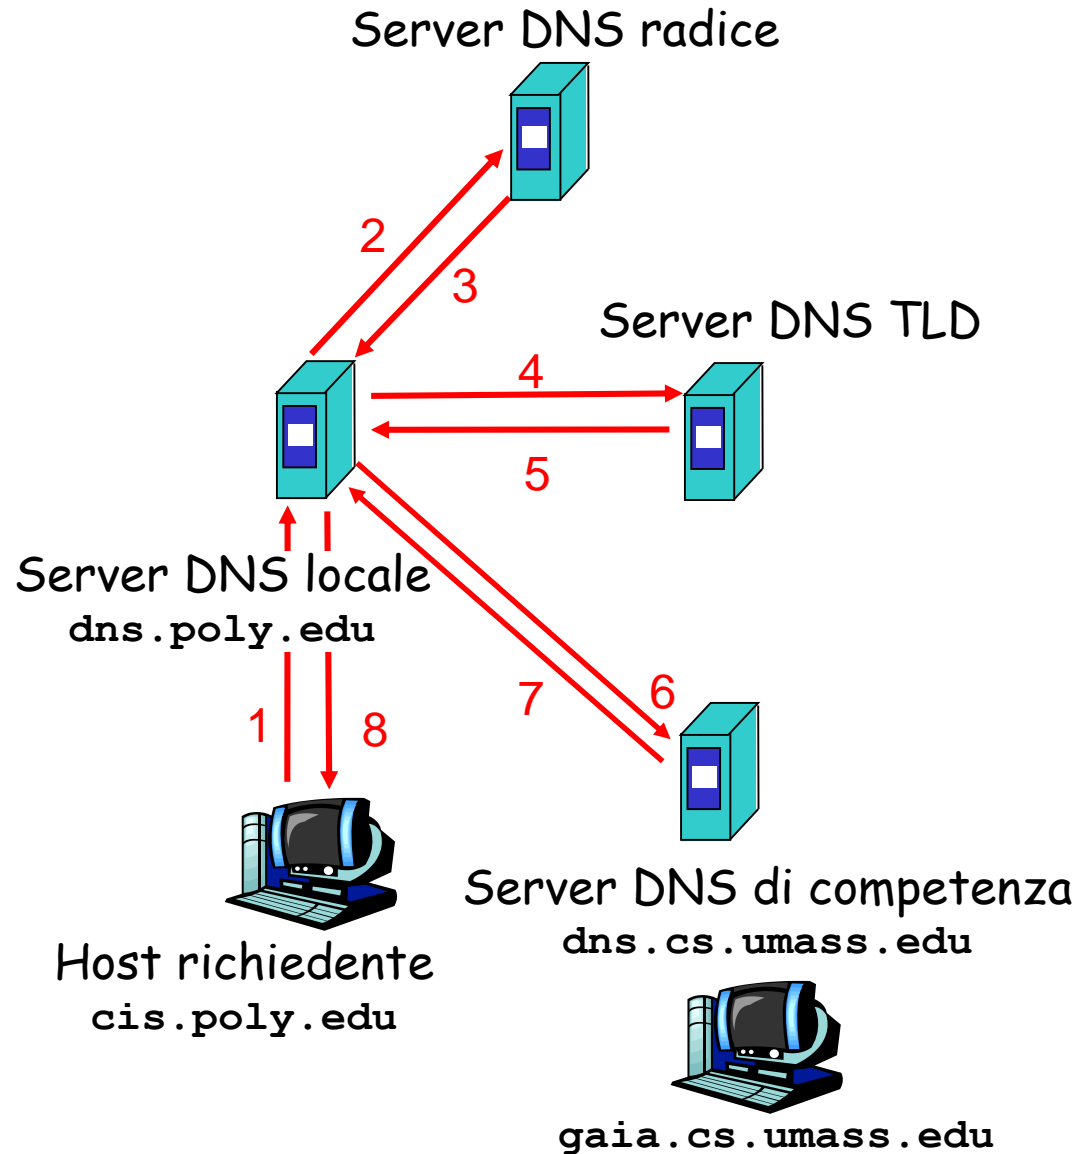 Server DNS radice
2
3
Server DNS TLD
4
5
Server DNS locale
dns.poly.edu
7
6
1
8
Server DNS di competenza
dns.cs.umass.edu
Host richiedente
cis.poly.edu
gaia.cs.umass.edu